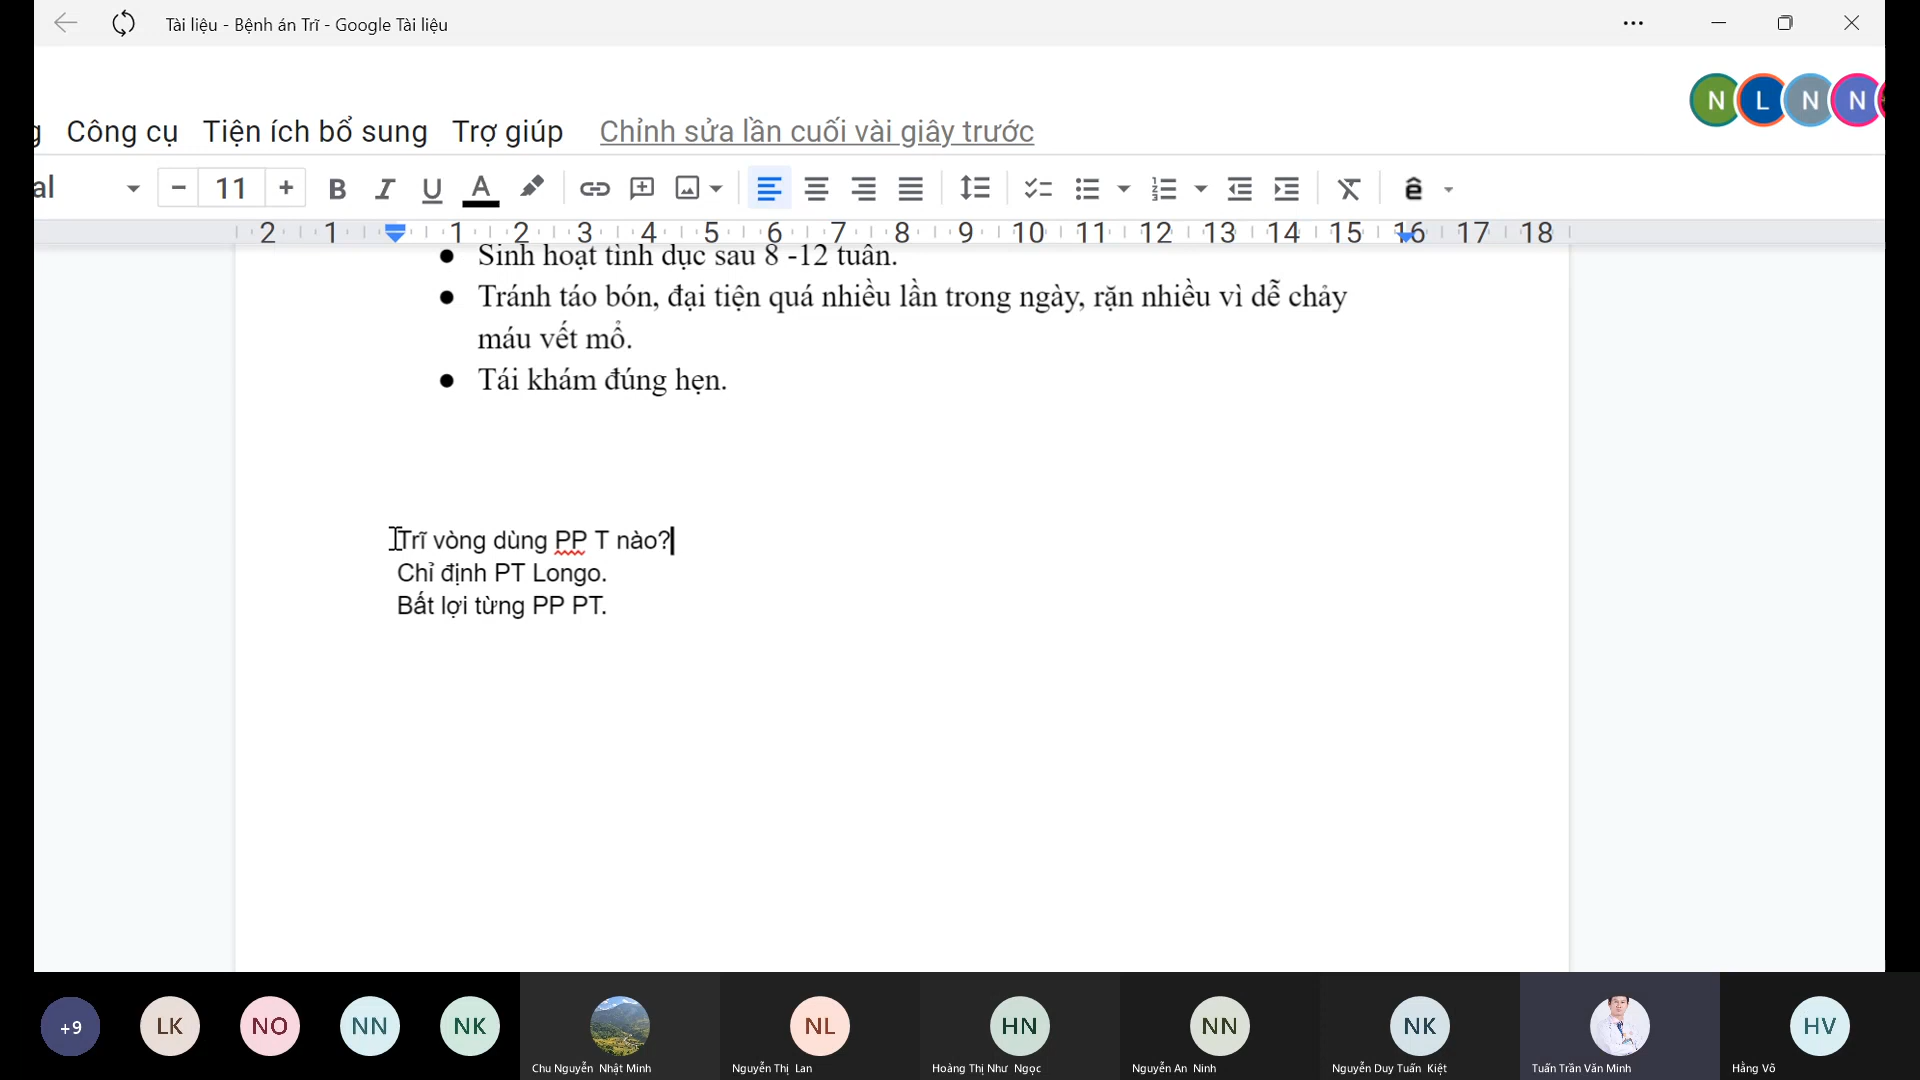 Tài liệu - Bệnh án Trĩ - Google Tài liệu
N L N N
g Công cụ Tiện ích bổ sung Trợ giúp Chỉnh sửa lần cuối vài giây trước
al 11 B I U A ê
2 1 1 2 3 4 5 6 7 8 9 10 11 12 13 14 15 16 17 18
● Sinh hoạt tình dục sau 8 -12 tuần.
● Tránh táo bón, đại tiện quá nhiều lần trong ngày, rặn nhiều vì dễ chảy
máu vết mổ.
● Tái khám đúng hẹn.
Trĩ vòng dùng PP T nào?
Chỉ định PT Longo.
Bất lợi từng PP PT.
+9 LK NO NN NK NL HN NN NK HV
Chu Nguyễn Nhật Minh Nguyễn Thị Lan Hoàng Thị Như Ngọc Nguyễn An Ninh Nguyễn Duy Tuấn Kiệt Tuấn Trần Văn Minh Hằng Võ